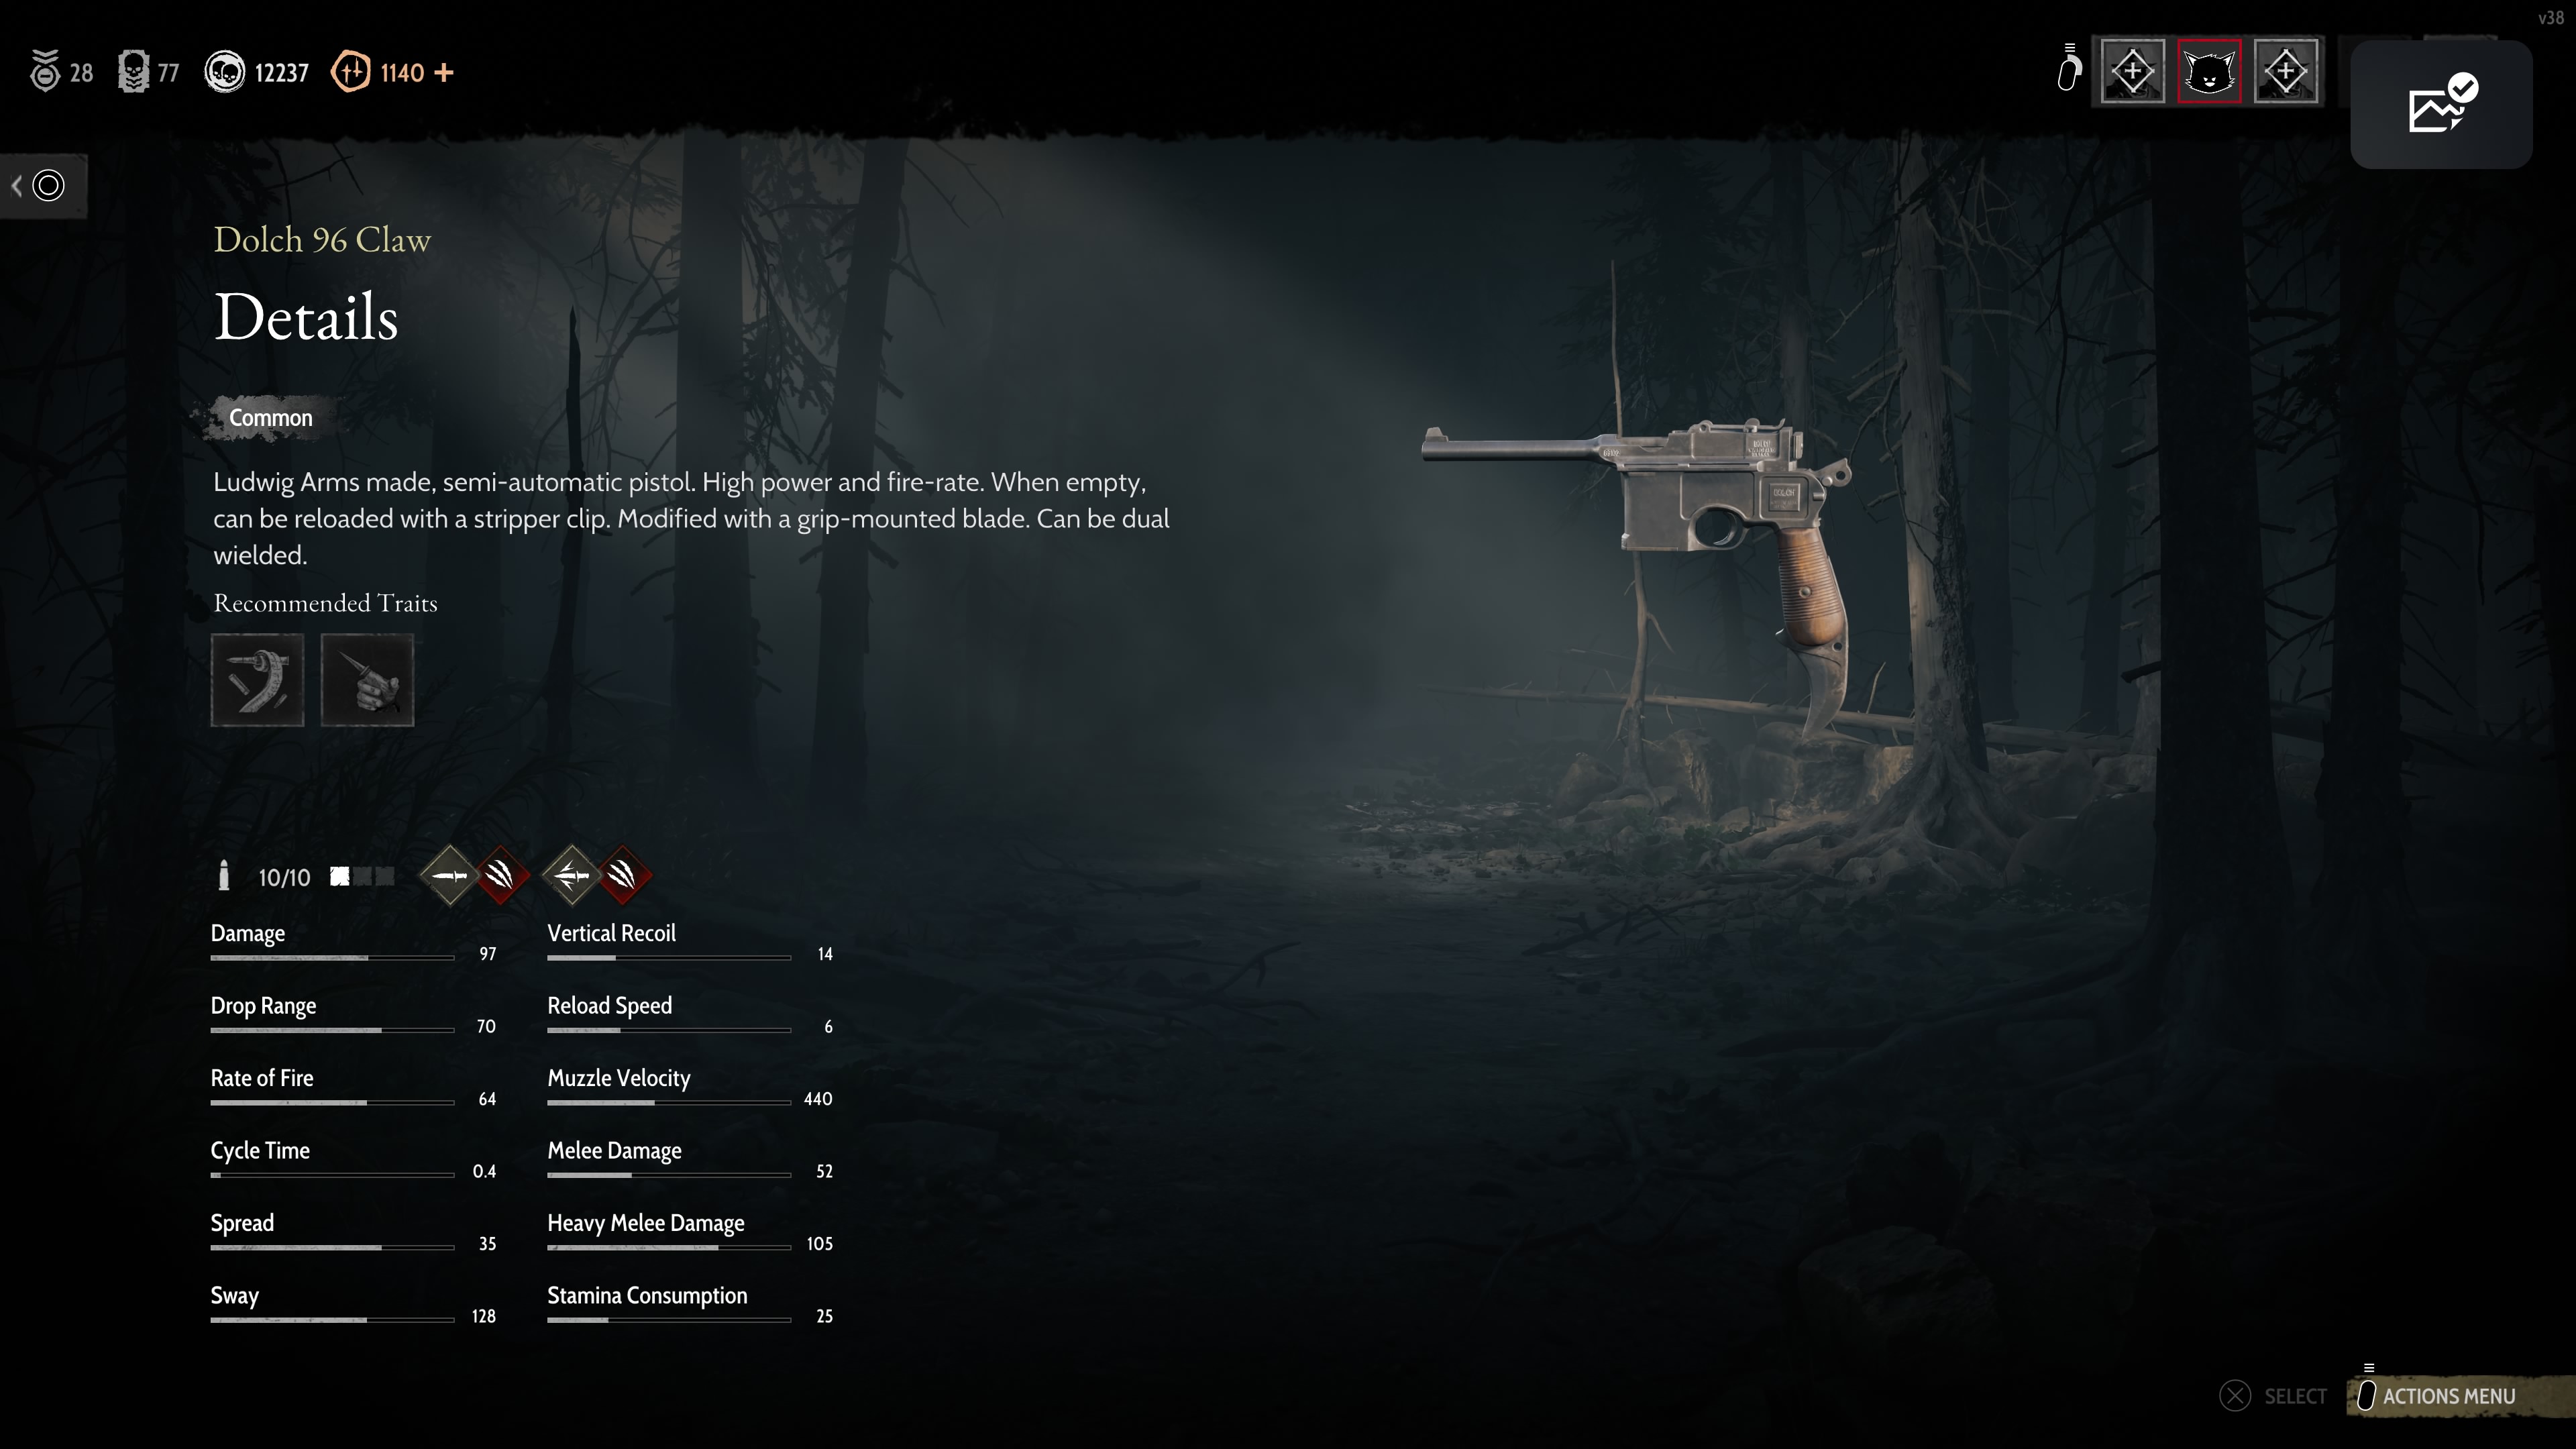 v38
28
77
12237
1140 +
Dolch 96 Claw
Details
Common
Ludwig Arms made, semi-automatic pistol. High power and fire-rate. When empty,
can be reloaded with a stripper clip. Modified with a grip-mounted blade. Can be dual
wielded.
Recommended Traits
10/10
Damage 97
Vertical Recoil 14
Drop Range 70
Reload Speed 6
Rate of Fire 64
Muzzle Velocity 440
Cycle Time 0.4
Melee Damage 52
Spread 35
Heavy Melee Damage 105
Sway 128
Stamina Consumption 25
SELECT
ACTIONS MENU